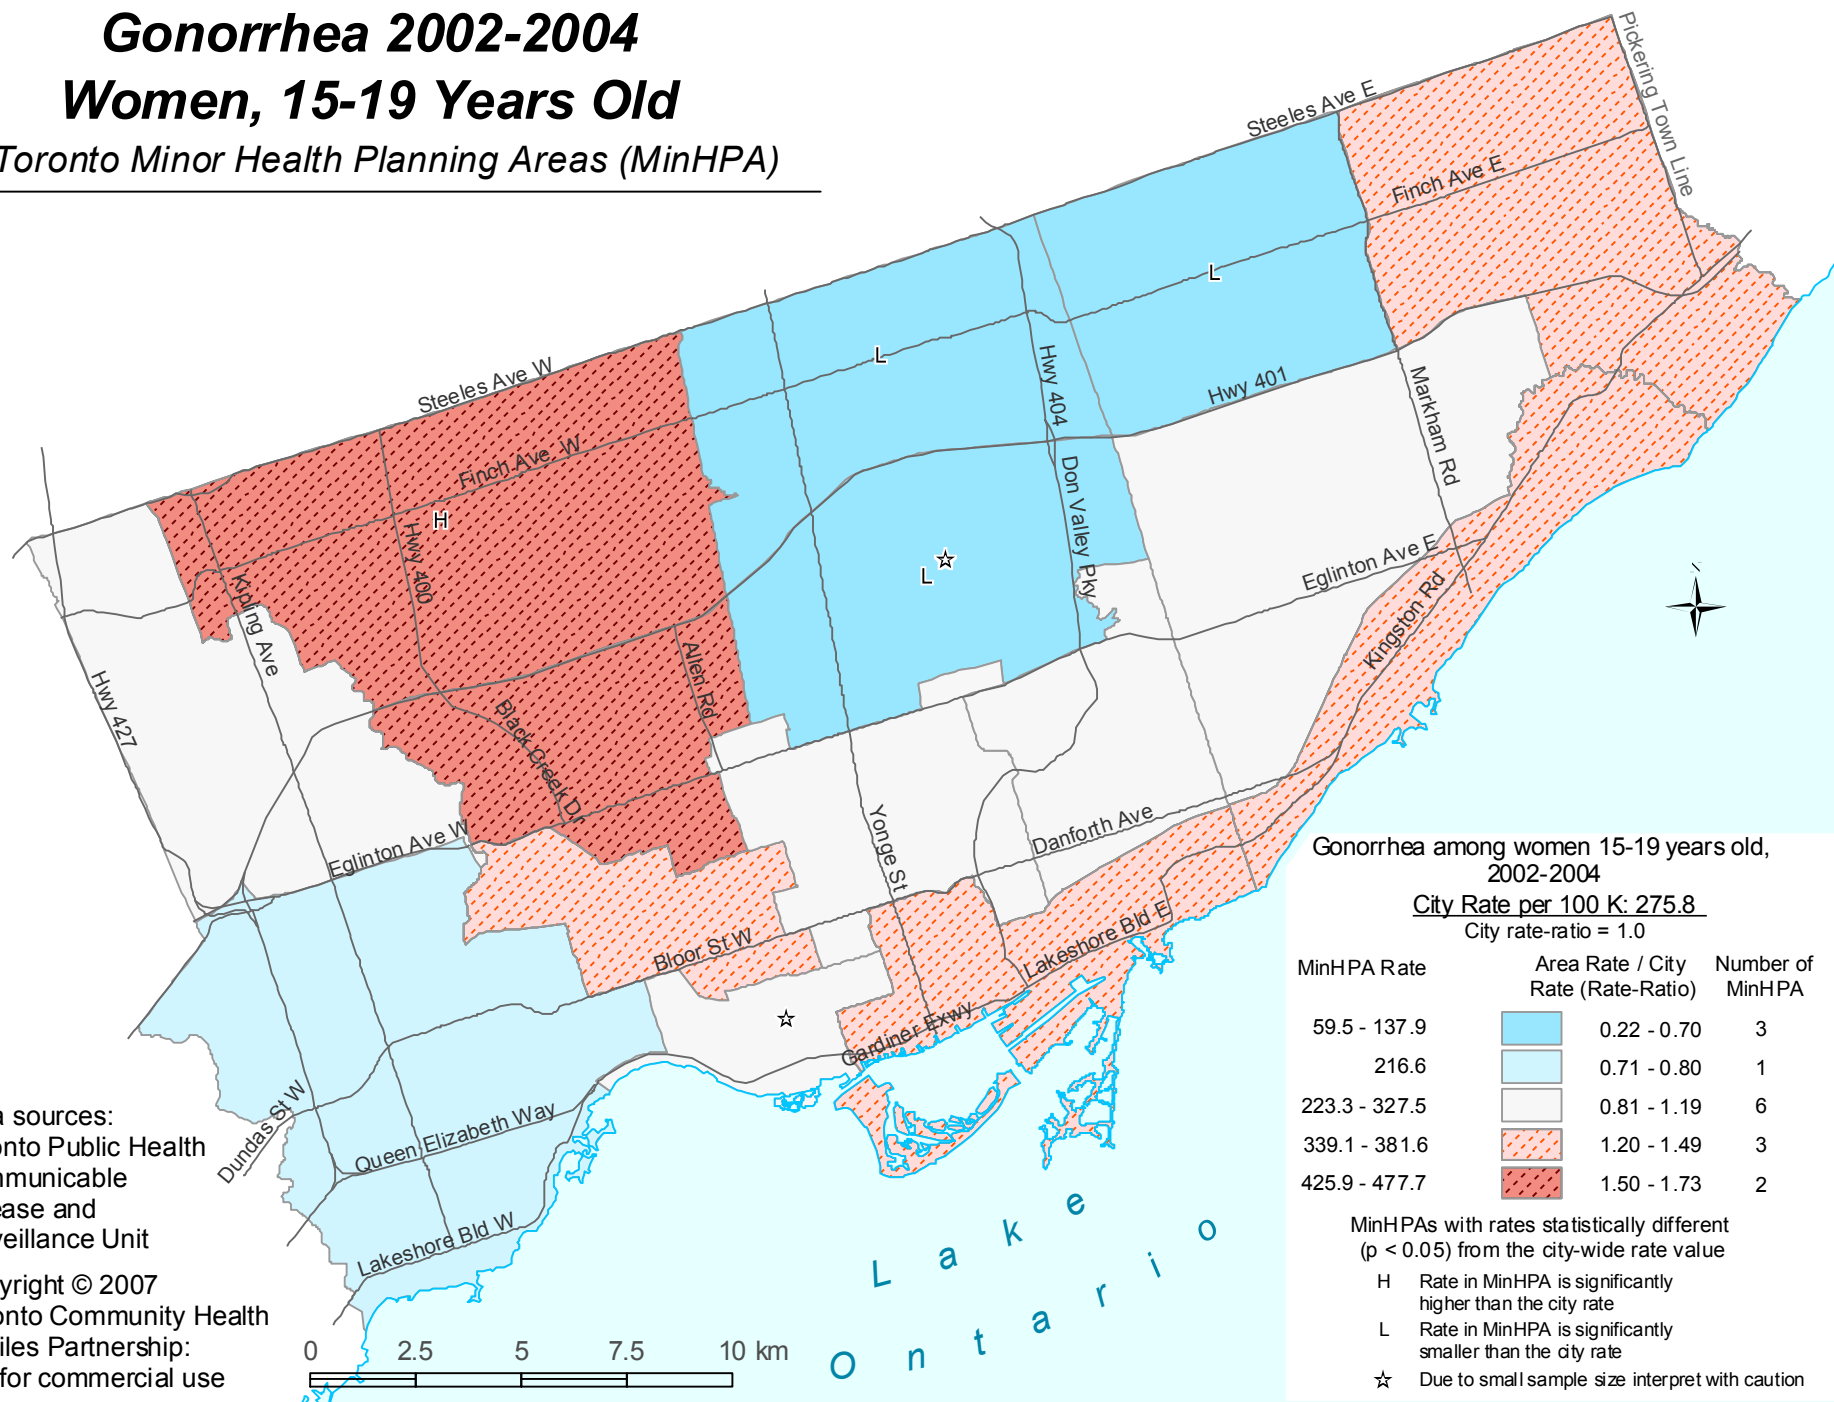 Gonorrhea 2002-2004
Women, 15-19 Years Old
Toronto Minor Health Planning Areas (MinHPA)
Pickering Town Line
Steeles Ave E
Finch Ave E
L
L
Steeles Ave W
Hwy 404
Hwy 401
Markham Rd
Finch Ave W
H
Hwy 400
Don Valley Pky
L
Eglinton Ave E
Kipling Ave
Kingston Rd
N
Hwy 427
Allen Rd
Black Creek Dr
Eglinton Ave W
Yonge St
Danforth Ave
Bloor St W
Lakeshore Bld E
Gardiner Exwy
Dundas St W
Queen Elizabeth Way
Lakeshore Bld W
Lake
Ontario
Gonorrhea among women 15-19 years old,
2002-2004
City Rate per 100 K: 275.8
City rate-ratio = 1.0
MinHPA Rate Area Rate / City Number of
Rate (Rate-Ratio) MinHPA
59.5 - 137.9 0.22 - 0.70 3
216.6 0.71 - 0.80 1
223.3 - 327.5 0.81 - 1.19 6
339.1 - 381.6 1.20 - 1.49 3
425.9 - 477.7 1.50 - 1.73 2
MinHPAs with rates statistically different
(p < 0.05) from the city-wide rate value
H Rate in MinHPA is significantly
higher than the city rate
L Rate in MinHPA is significantly
smaller than the city rate
☆ Due to small sample size interpret with caution
a sources:
onto Public Health
mmunicable
ease and
veillance Unit
yright © 2007
onto Community Health
files Partnership:
for commercial use
0 2.5 5 7.5 10 km